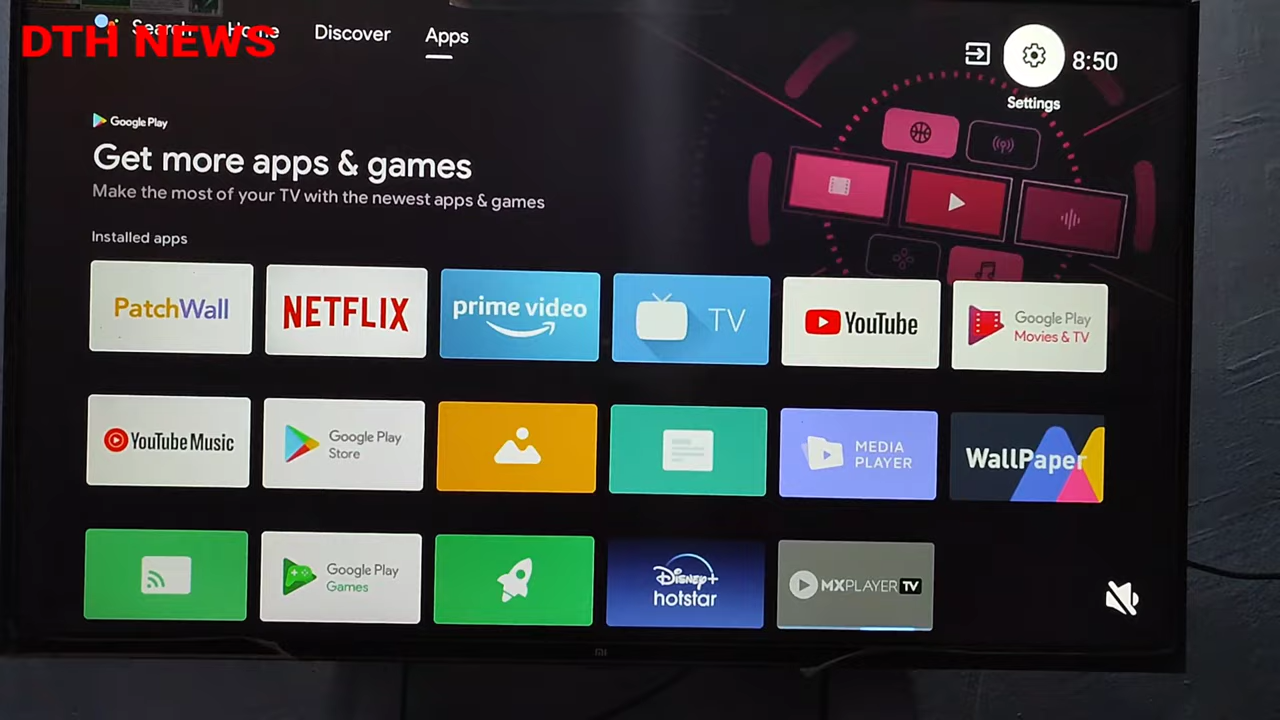 DTH NEWS
Search Home Discover Apps
8:50
Settings
Google Play
Get more apps & games
Make the most of your TV with the newest apps & games
Installed apps
PatchWall
NETFLIX
prime video
TV
YouTube
Google Play
Movies & TV
YouTube Music
Google Play
Store
MEDIA
PLAYER
WallPaper
Google Play
Games
Disney+
hotstar
MXPLAYER TV
MI